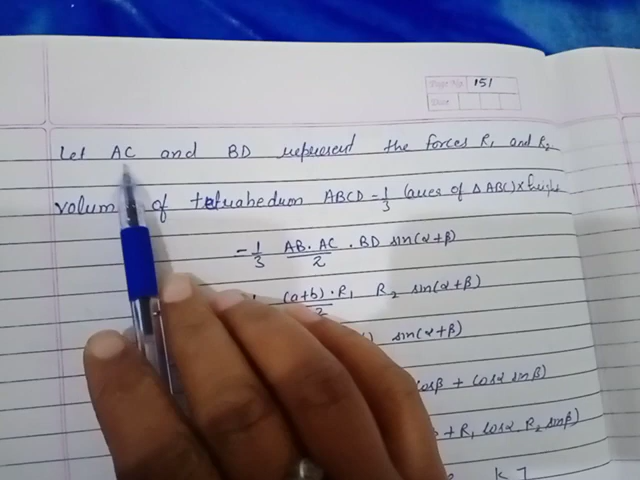 Page No. 151
Date
Let AC and BD represent the forces R₁ and R₂
volum of tetrahedron ABCD = 1/3 (area of Δ ABC) × heigh
= 1/3 AB. AC/2 . BD sin(α+β)
(a+b). R₁/2 R₂ sin(α+β)
) sin(α+β)
cosβ + cosα sinβ)
+ R₁ cosα. R₂ sinβ)